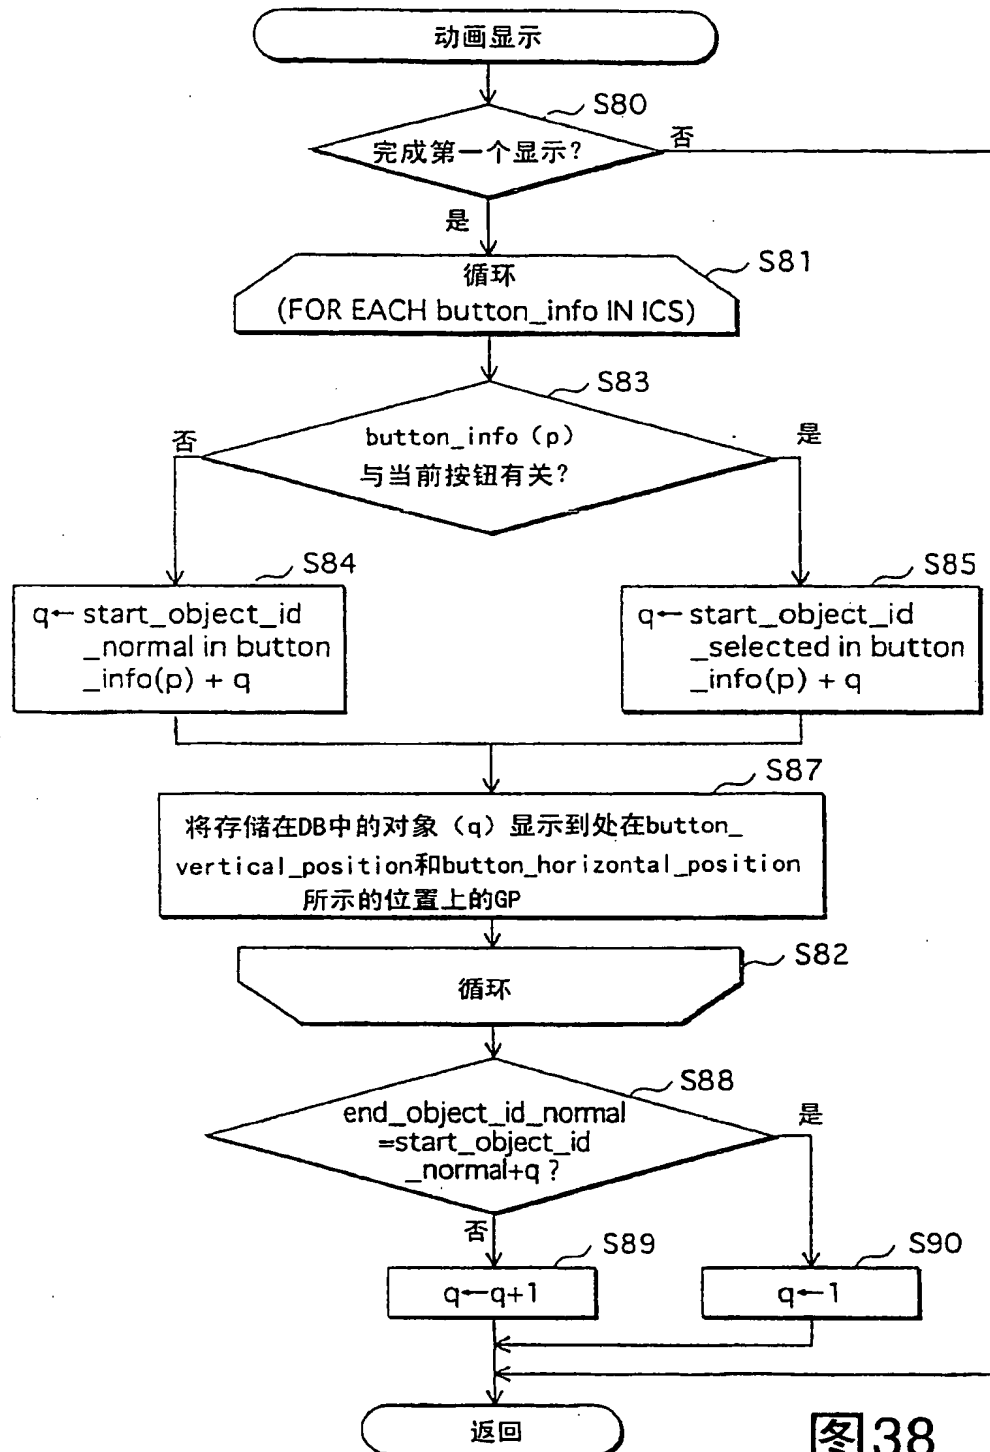 动画显示
S80
完成第一个显示?
否
是
S81
循环
(FOR EACH button_info IN ICS)
S83
button_info (p)
与当前按钮有关?
否
是
S84
q← start_object_id
_normal in button
_info(p) + q
S85
q← start_object_id
_selected in button
_info(p) + q
S87
将存储在DB中的对象（q）显示到处在button_
vertical_position和button_horizontal_position
所示的位置上的GP
S82
循环
S88
end_object_id_normal
=start_object_id
_normal+q ?
是
否
S89
q←q+1
S90
q←1
返回
图38